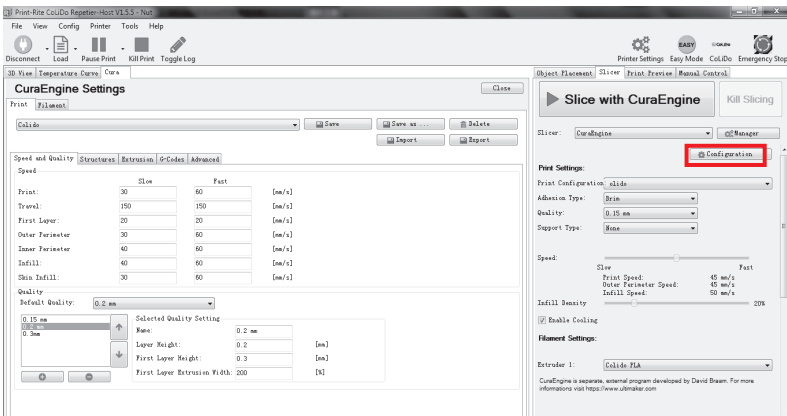 Print-Rite CoLiDo Repetier-Host V1.5.5 - Nut
File View Config Printer Tools Help
Disconnect Load Pause Print Kill Print Toggle Log
Printer Settings Easy Mode CoLiDo Emergency Stop
EASY
3D View Temperature Curve Cura
CuraEngine Settings
Close
Print Filament
Colido
Save Save as ... Delete
Import Export
Speed and Quality Structures Extrusion G-Codes Advanced
Speed
Slow Fast
Print: 30 60 [mm/s]
Travel: 150 150 [mm/s]
First Layer: 20 20 [mm/s]
Outer Perimeter 30 60 [mm/s]
Inner Perimeter 40 60 [mm/s]
Infill: 40 60 [mm/s]
Skin Infill: 30 60 [mm/s]
Quality
Default Quality: 0.2 mm
0.15 mm
0.2 mm
0.3mm
Selected Quality Setting
Name: 0.2 mm
Layer Height: 0.2 [mm]
First Layer Height: 0.3 [mm]
First Layer Extrusion Width: 200 [%]
Object Placement Slicer Print Preview Manual Control
Slice with CuraEngine
Kill Slicing
Slicer: CuraEngine Manager
Configuration
Print Settings:
Print Configuration olido
Adhesion Type: Brim
Quality: 0.15 mm
Support Type: None
Speed:
Slow Fast
Print Speed: 45 mm/s
Outer Perimeter Speed: 45 mm/s
Infill Speed: 50 mm/s
Infill Density 20%
Enable Cooling
Filament Settings:
Extruder 1: Colido PLA
CuraEngine is separate, external program developed by David Braam. For more
informations visit https://www.ultimaker.com